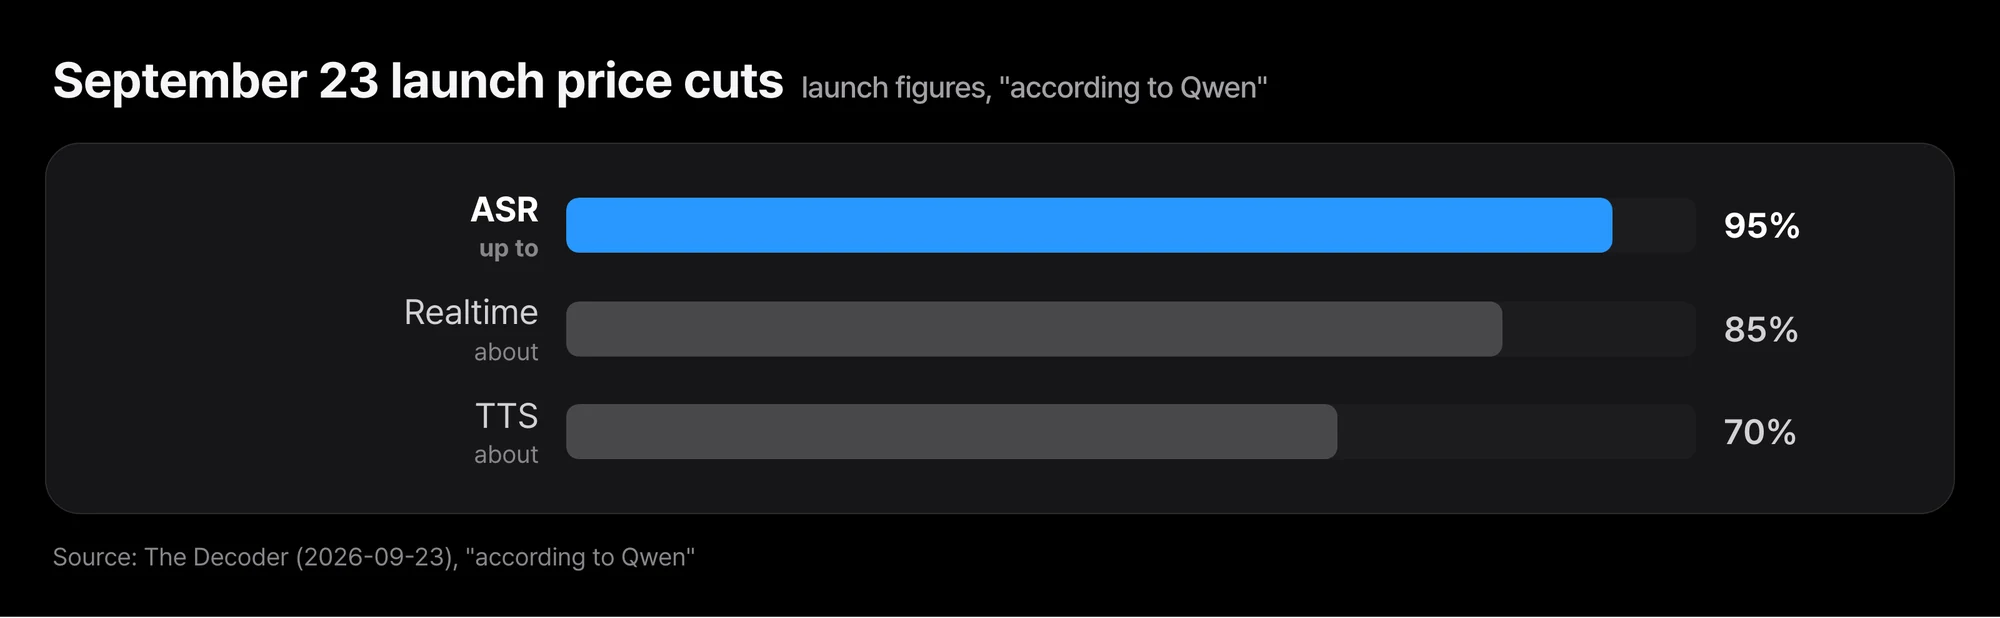 September 23 launch price cuts launch figures, "according to Qwen"
ASR
up to
95%
Realtime
about
85%
TTS
about
70%
Source: The Decoder (2026-09-23), "according to Qwen"